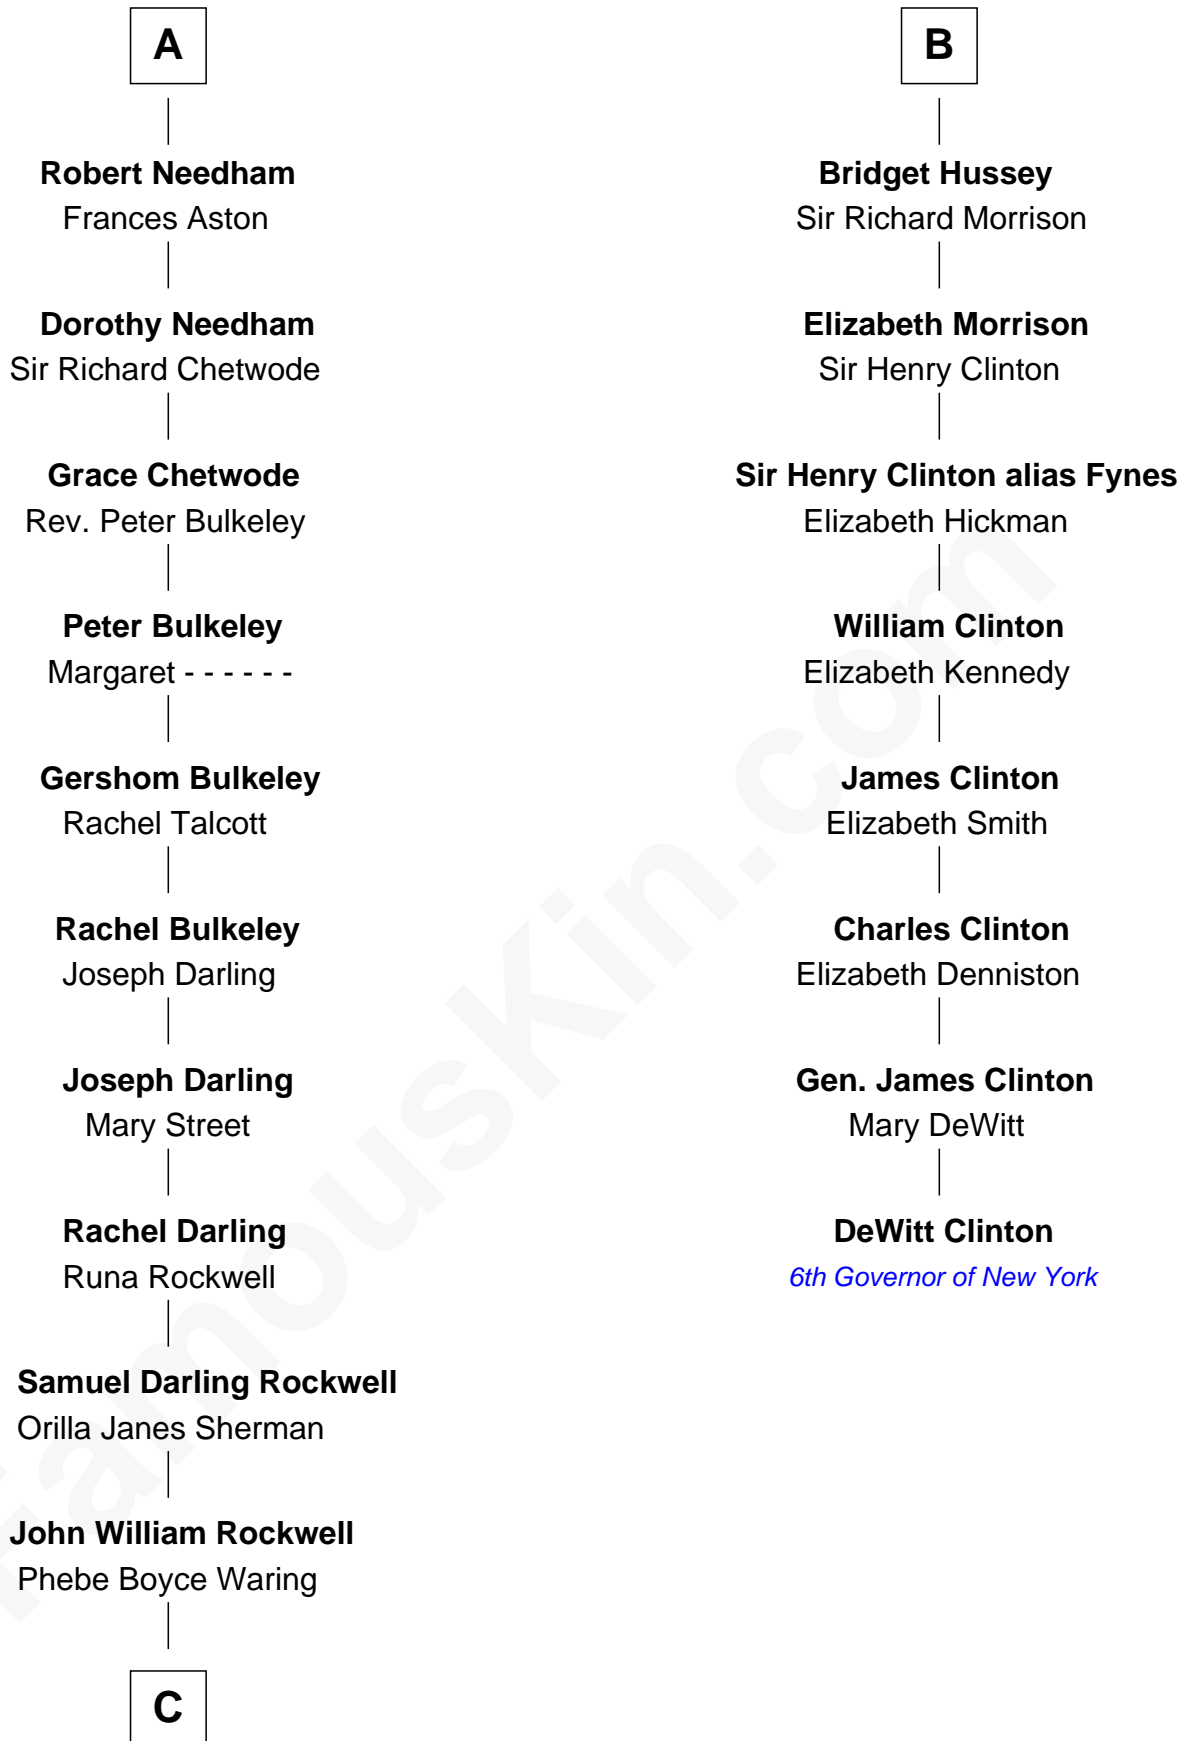 A
Robert Needham
Frances Aston
Dorothy Needham
Sir Richard Chetwode
Grace Chetwode
Rev. Peter Bulkeley
Peter Bulkeley
Margaret - - - - - -
Gershom Bulkeley
Rachel Talcott
Rachel Bulkeley
Joseph Darling
Joseph Darling
Mary Street
Rachel Darling
Runa Rockwell
Samuel Darling Rockwell
Orilla Janes Sherman
John William Rockwell
Phebe Boyce Waring
C
B
Bridget Hussey
Sir Richard Morrison
Elizabeth Morrison
Sir Henry Clinton
Sir Henry Clinton alias Fynes
Elizabeth Hickman
William Clinton
Elizabeth Kennedy
James Clinton
Elizabeth Smith
Charles Clinton
Elizabeth Denniston
Gen. James Clinton
Mary DeWitt
DeWitt Clinton
6th Governor of New York
FamousKin.com